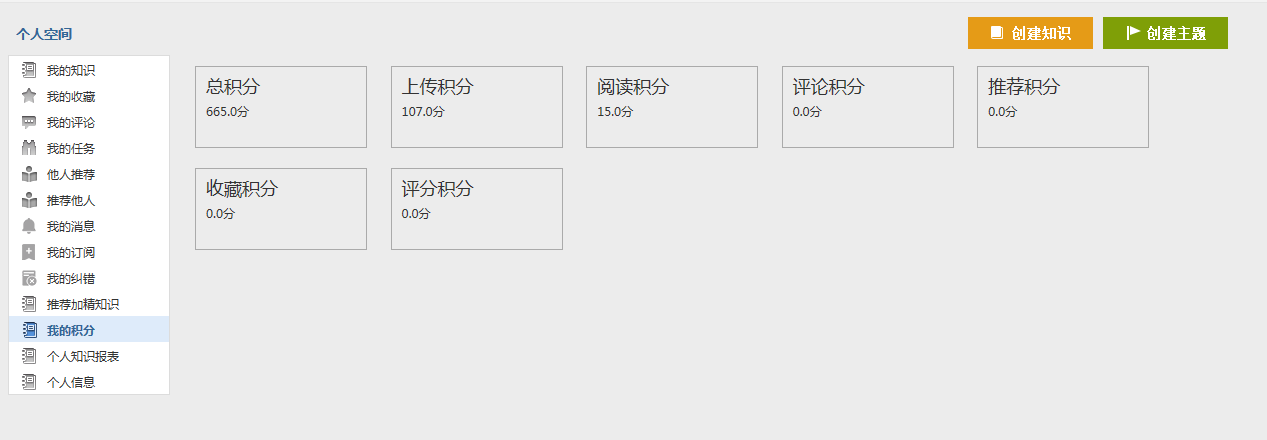 个人空间
创建知识
创建主题
我的知识
我的收藏
我的评论
我的任务
他人推荐
推荐他人
我的消息
我的订阅
我的纠错
推荐加精知识
我的积分
个人知识报表
个人信息
总积分
665.0分
上传积分
107.0分
阅读积分
15.0分
评论积分
0.0分
推荐积分
0.0分
收藏积分
0.0分
评分积分
0.0分